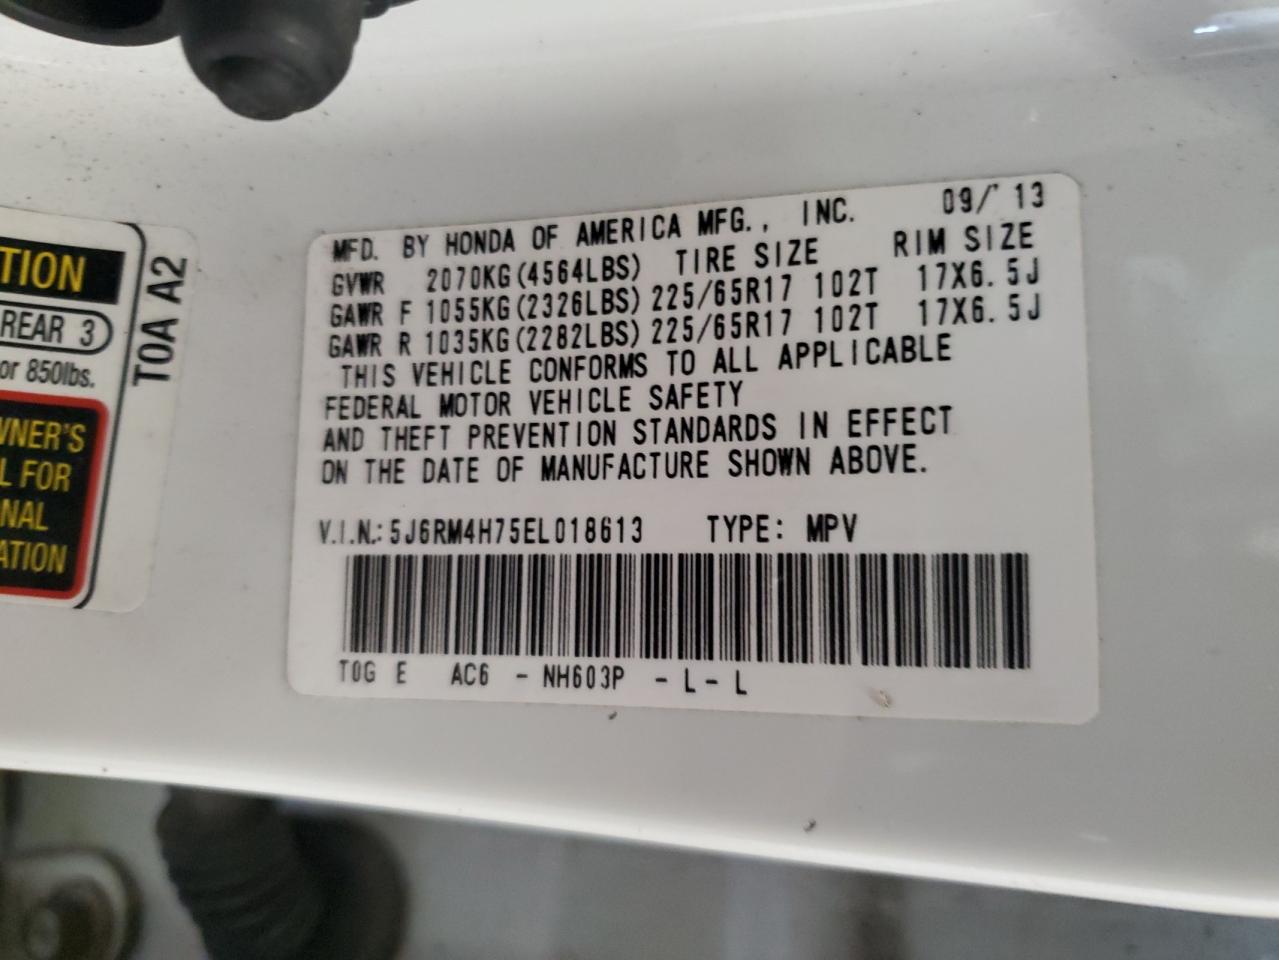 TION
REAR 3
or 850lbs.
WNER'S
L FOR
NAL
ATION
T0A A2
MFD. BY HONDA OF AMERICA MFG., INC. 09/'13
GVWR 2070KG(4564LBS) TIRE SIZE RIM SIZE
GAWR F 1055KG(2326LBS) 225/65R17 102T 17X6.5J
GAWR R 1035KG(2282LBS) 225/65R17 102T 17X6.5J
THIS VEHICLE CONFORMS TO ALL APPLICABLE
FEDERAL MOTOR VEHICLE SAFETY
AND THEFT PREVENTION STANDARDS IN EFFECT
ON THE DATE OF MANUFACTURE SHOWN ABOVE.
V.I.N.: 5J6RM4H75EL018613 TYPE: MPV
T0G E AC6 - NH603P - L - L